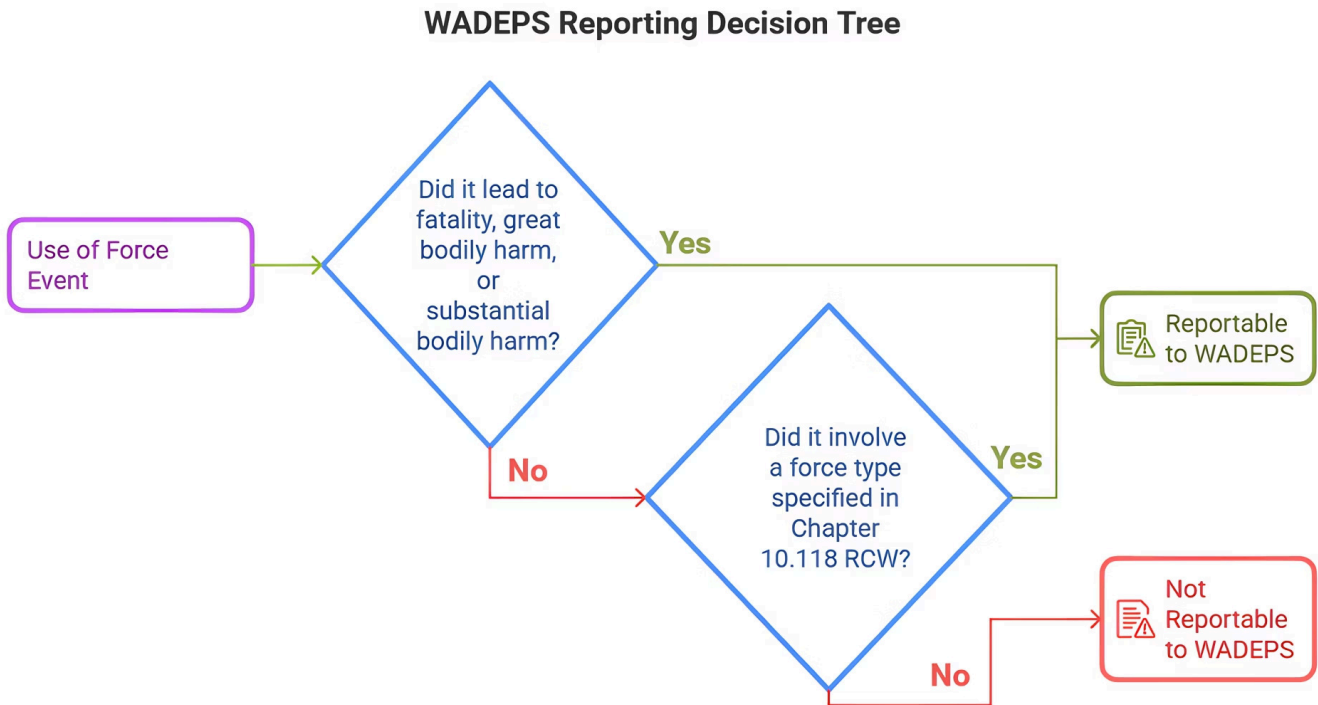 WADEPS Reporting Decision Tree
Use of Force
Event
Did it lead to
fatality, great
bodily harm,
or
substantial
bodily harm?
Yes
No
Did it involve
a force type
specified in
Chapter
10.118 RCW?
Yes
No
Reportable
to WADEPS
Not
Reportable
to WADEPS